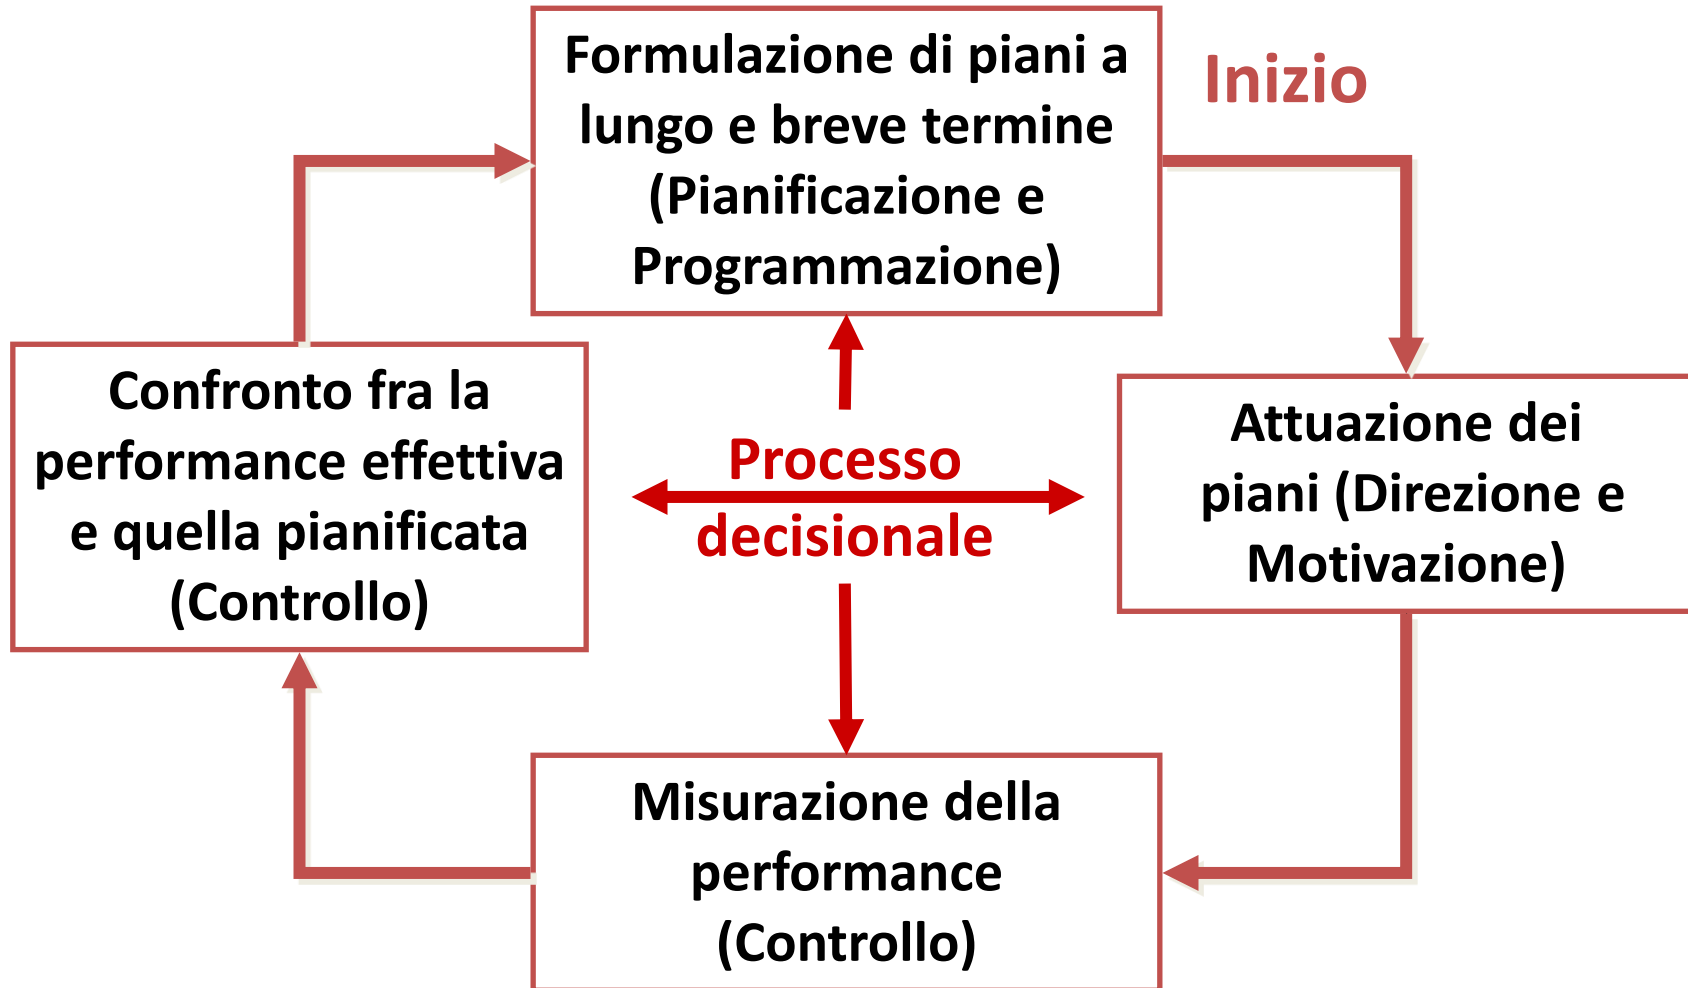 Formulazione di piani a
lungo e breve termine
(Pianificazione e
Programmazione)
Inizio
Confronto fra la
performance effettiva
e quella pianificata
(Controllo)
Processo
decisionale
Attuazione dei
piani (Direzione e
Motivazione)
Misurazione della
performance
(Controllo)